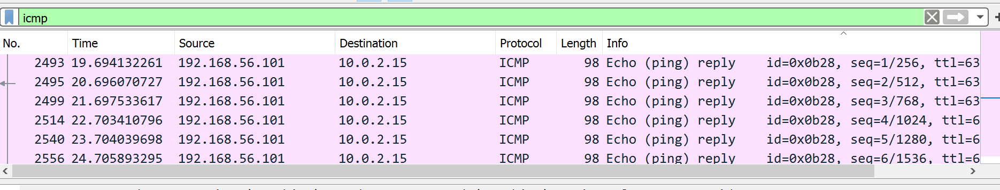 icmp
No. Time Source Destination Protocol Length Info
2493 19.694132261 192.168.56.101 10.0.2.15 ICMP 98 Echo (ping) reply id=0x0b28, seq=1/256, ttl=63
2495 20.696070727 192.168.56.101 10.0.2.15 ICMP 98 Echo (ping) reply id=0x0b28, seq=2/512, ttl=63
2499 21.697533617 192.168.56.101 10.0.2.15 ICMP 98 Echo (ping) reply id=0x0b28, seq=3/768, ttl=63
2514 22.703410796 192.168.56.101 10.0.2.15 ICMP 98 Echo (ping) reply id=0x0b28, seq=4/1024, ttl=6
2540 23.704039698 192.168.56.101 10.0.2.15 ICMP 98 Echo (ping) reply id=0x0b28, seq=5/1280, ttl=6
2556 24.705893295 192.168.56.101 10.0.2.15 ICMP 98 Echo (ping) reply id=0x0b28, seq=6/1536, ttl=6